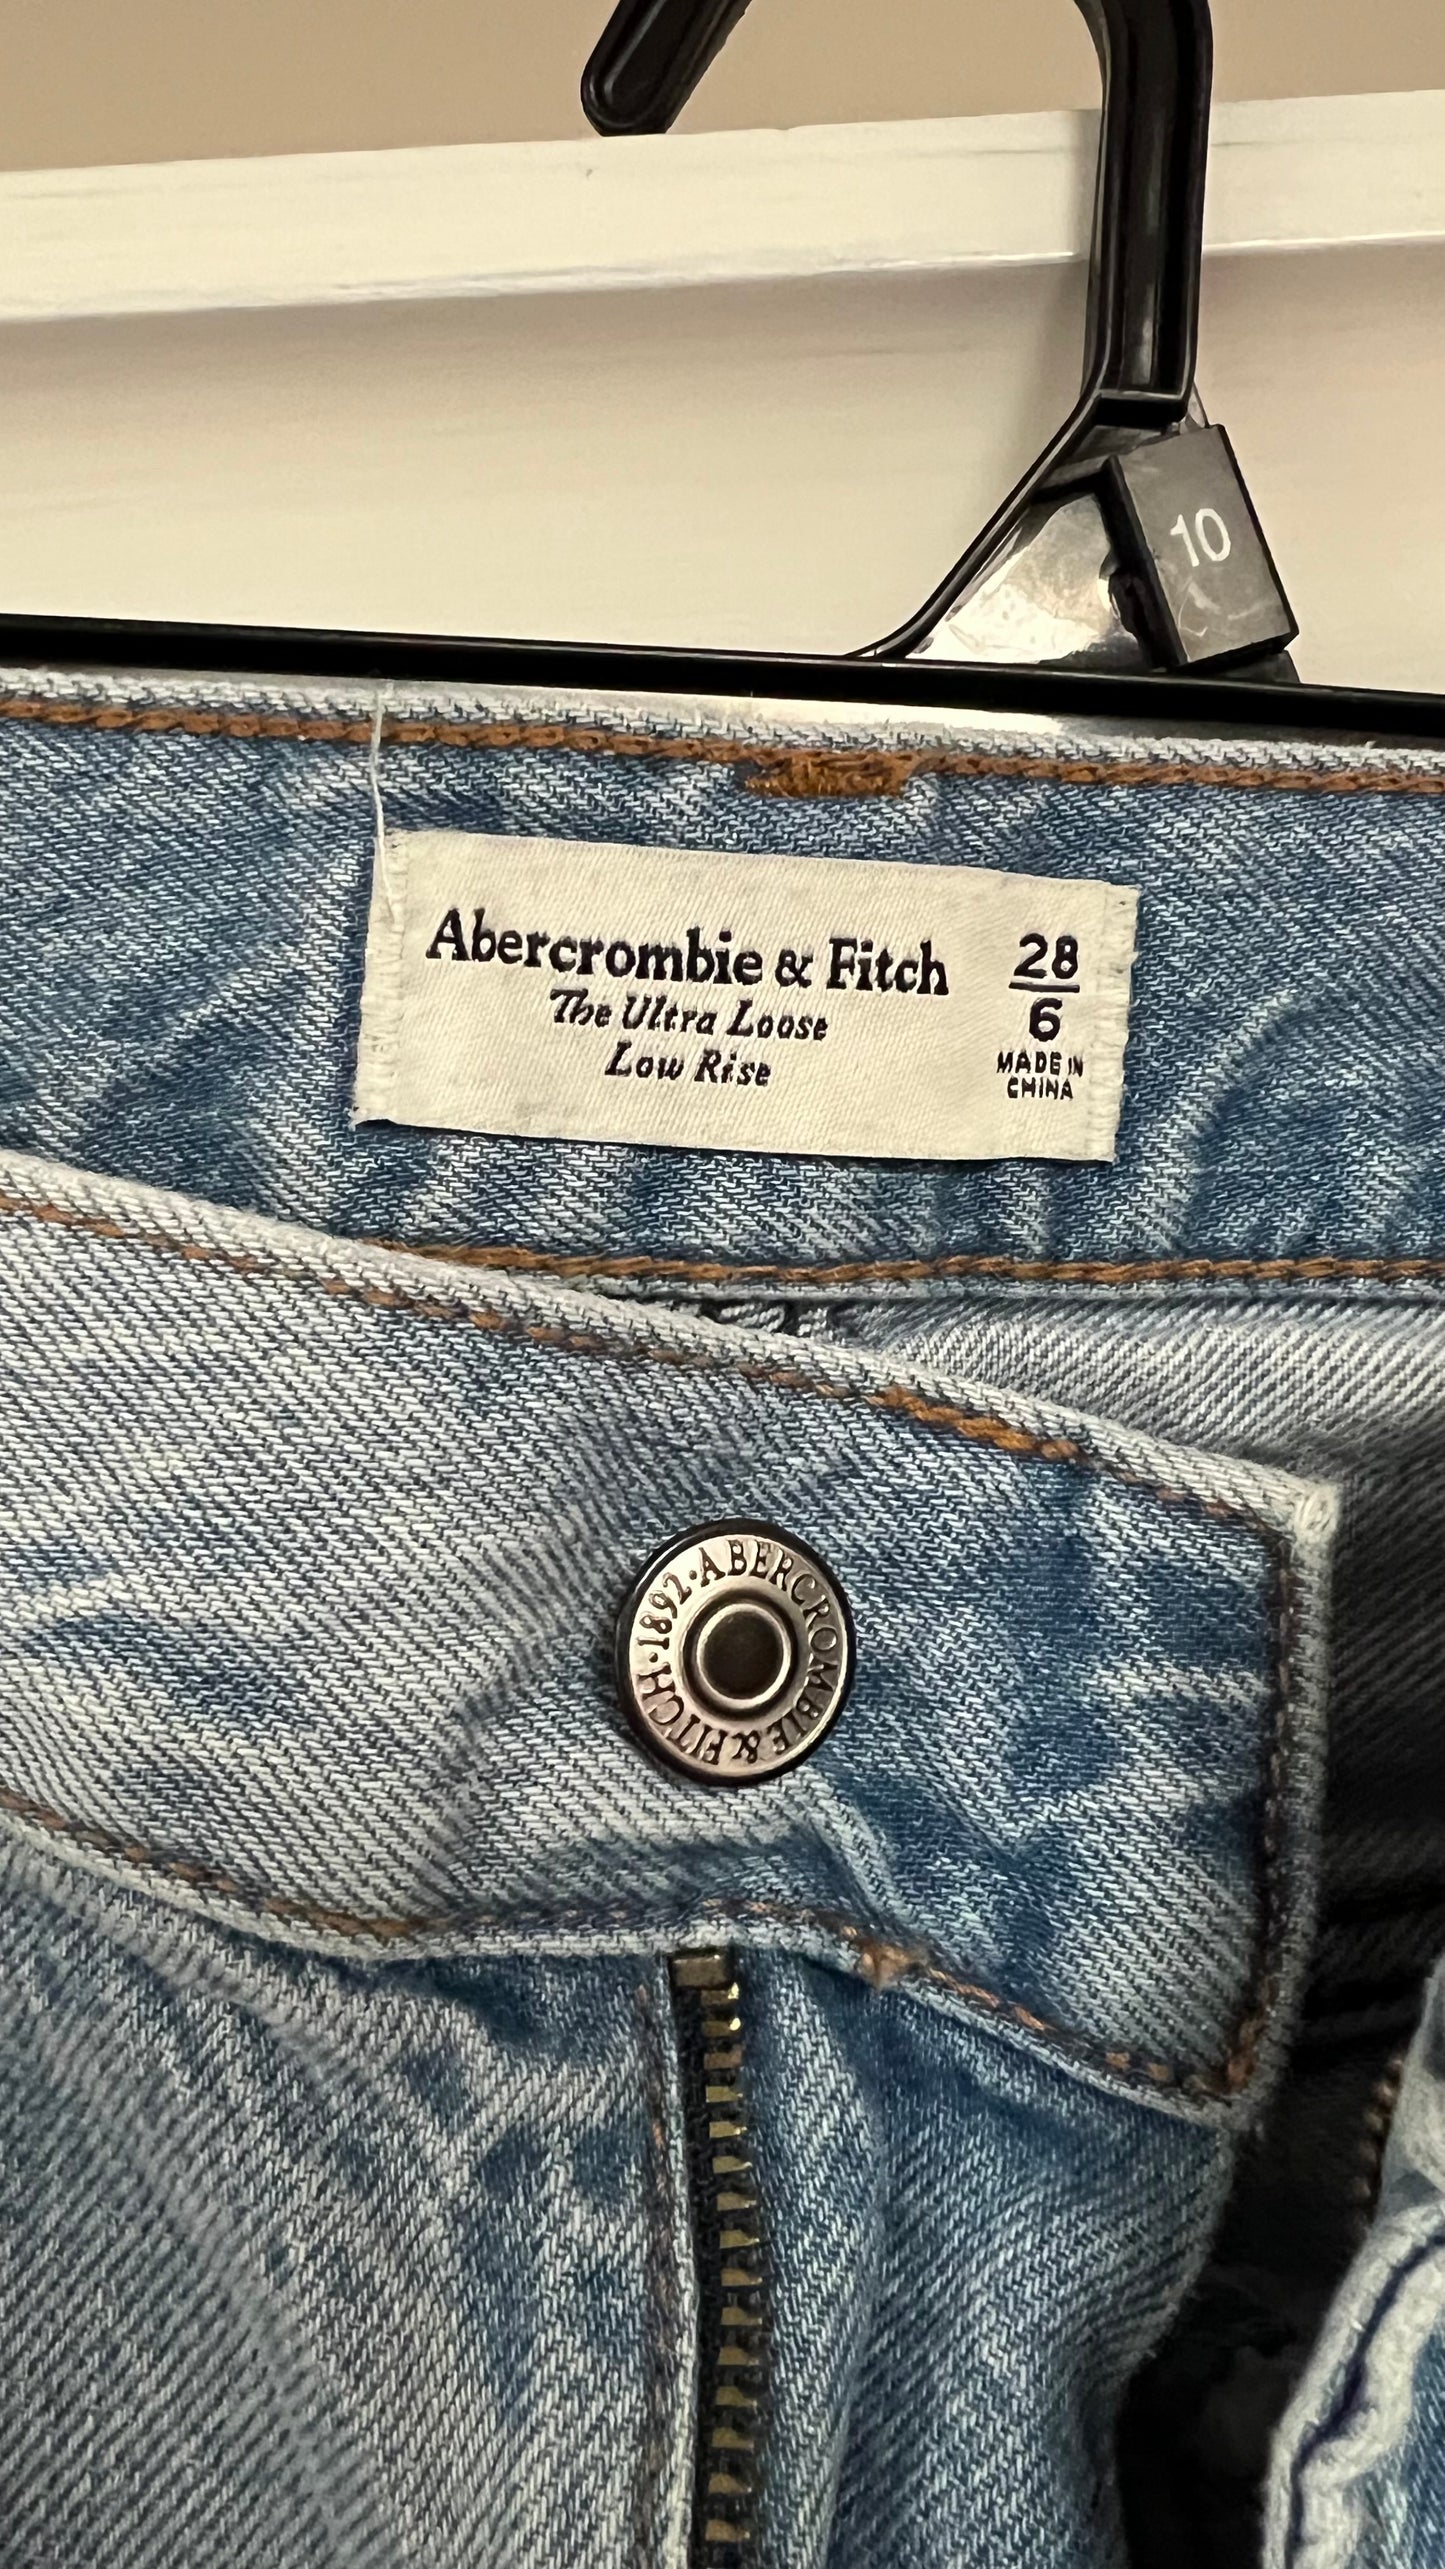 10
Abercrombie & Fitch
The Ultra Loose
Low Rise
28
6
MADE IN
CHINA
·1892·ABERCROMBIE & FITCH